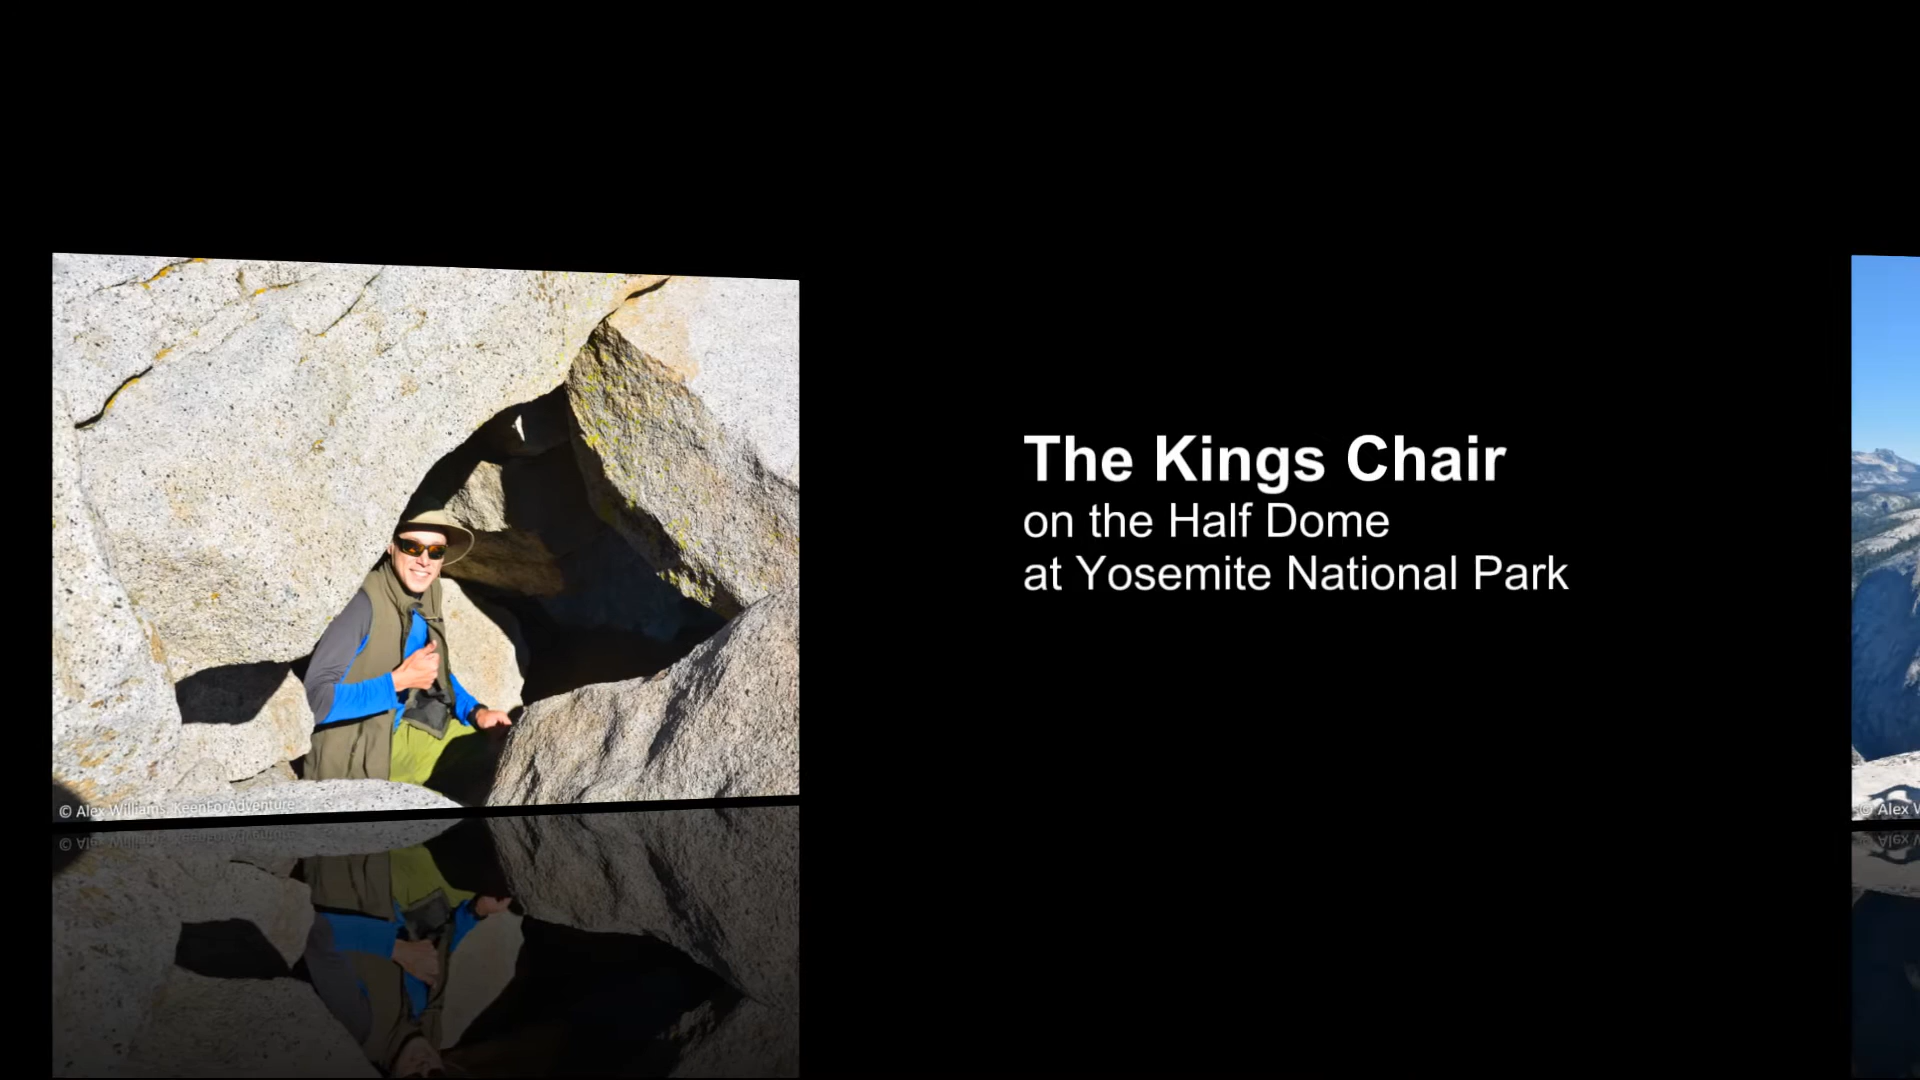 The Kings Chair
on the Half Dome
at Yosemite National Park
© Alex Williams, KeenForAdventure
© Alex W